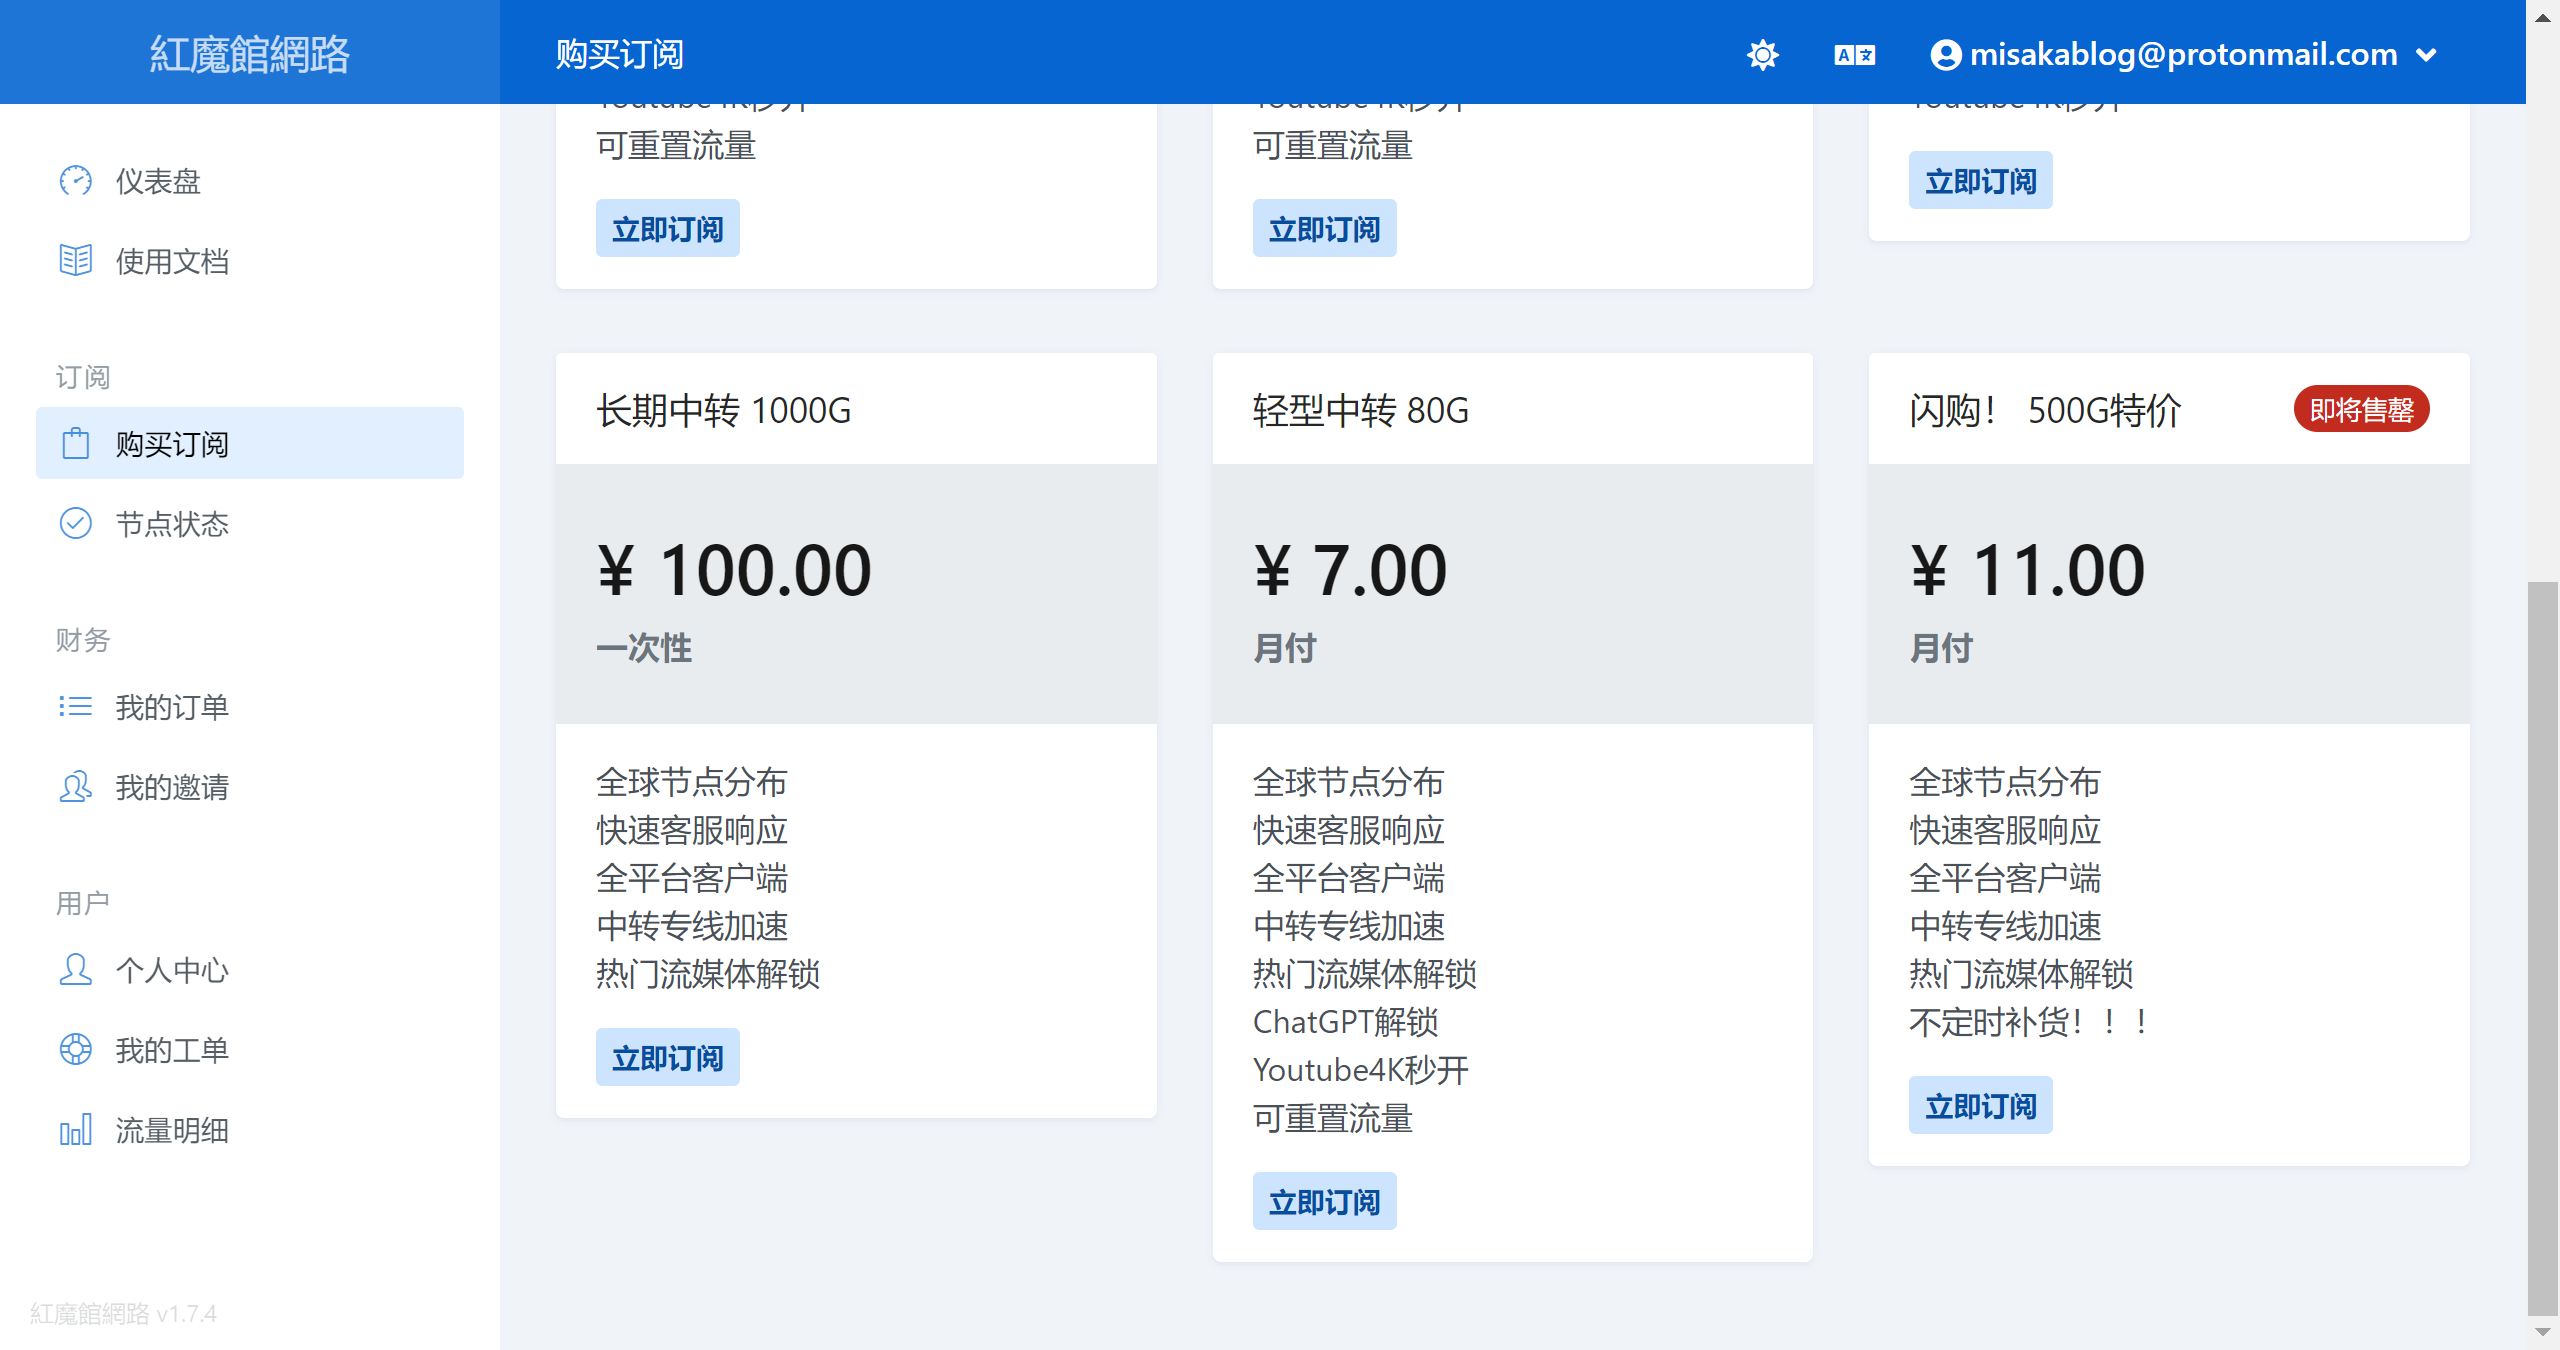 紅魔館網路
购买订阅
misakablog@protonmail.com
仪表盘
使用文档
订阅
购买订阅
节点状态
财务
我的订单
我的邀请
用户
个人中心
我的工单
流量明细
紅魔館網路 v1.7.4
可重置流量
立即订阅
可重置流量
立即订阅
立即订阅
长期中转 1000G
¥ 100.00
一次性
全球节点分布
快速客服响应
全平台客户端
中转专线加速
热门流媒体解锁
立即订阅
轻型中转 80G
¥ 7.00
月付
全球节点分布
快速客服响应
全平台客户端
中转专线加速
热门流媒体解锁
ChatGPT解锁
Youtube4K秒开
可重置流量
立即订阅
闪购！ 500G特价
即将售罄
¥ 11.00
月付
全球节点分布
快速客服响应
全平台客户端
中转专线加速
热门流媒体解锁
不定时补货！！！
立即订阅